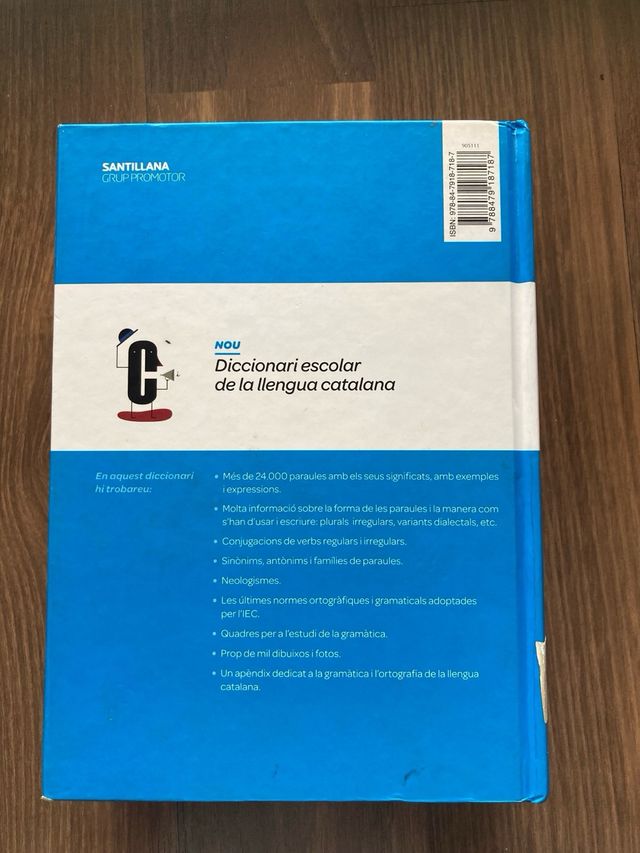 SANTILLANA
GRUP PROMOTOR
905111
ISBN: 978-84-7918-718-7
9 788479 187187
NOU
Diccionari escolar
de la llengua catalana
En aquest diccionari
hi trobareu:
• Més de 24.000 paraules amb els seus significats, amb exemples
i expressions.
• Molta informació sobre la forma de les paraules i la manera com
s'han d'usar i escriure: plurals irregulars, variants dialectals, etc.
• Conjugacions de verbs regulars i irregulars.
• Sinònims, antònims i famílies de paraules.
• Neologismes.
• Les últimes normes ortogràfiques i gramaticals adoptades
per l'IEC.
• Quadres per a l'estudi de la gramàtica.
• Prop de mil dibuixos i fotos.
• Un apèndix dedicat a la gramàtica i l'ortografia de la llengua
catalana.